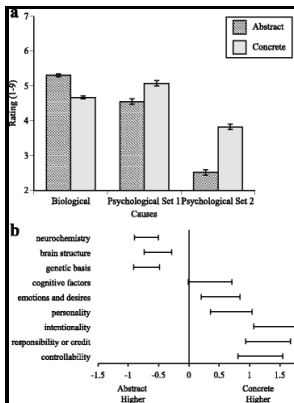 a
7
6
5
4
3
2
Rating (1-9)
Abstract
Concrete
Biological
Psychological Set 1
Psychological Set 2
Causes
b
neurochemistry
brain structure
genetic basis
cognitive factors
emotions and desires
personality
intentionality
responsibility or credit
controllability
-1.5
-1
-0.5
0
0.5
1
1.5
Abstract
Higher
Concrete
Higher